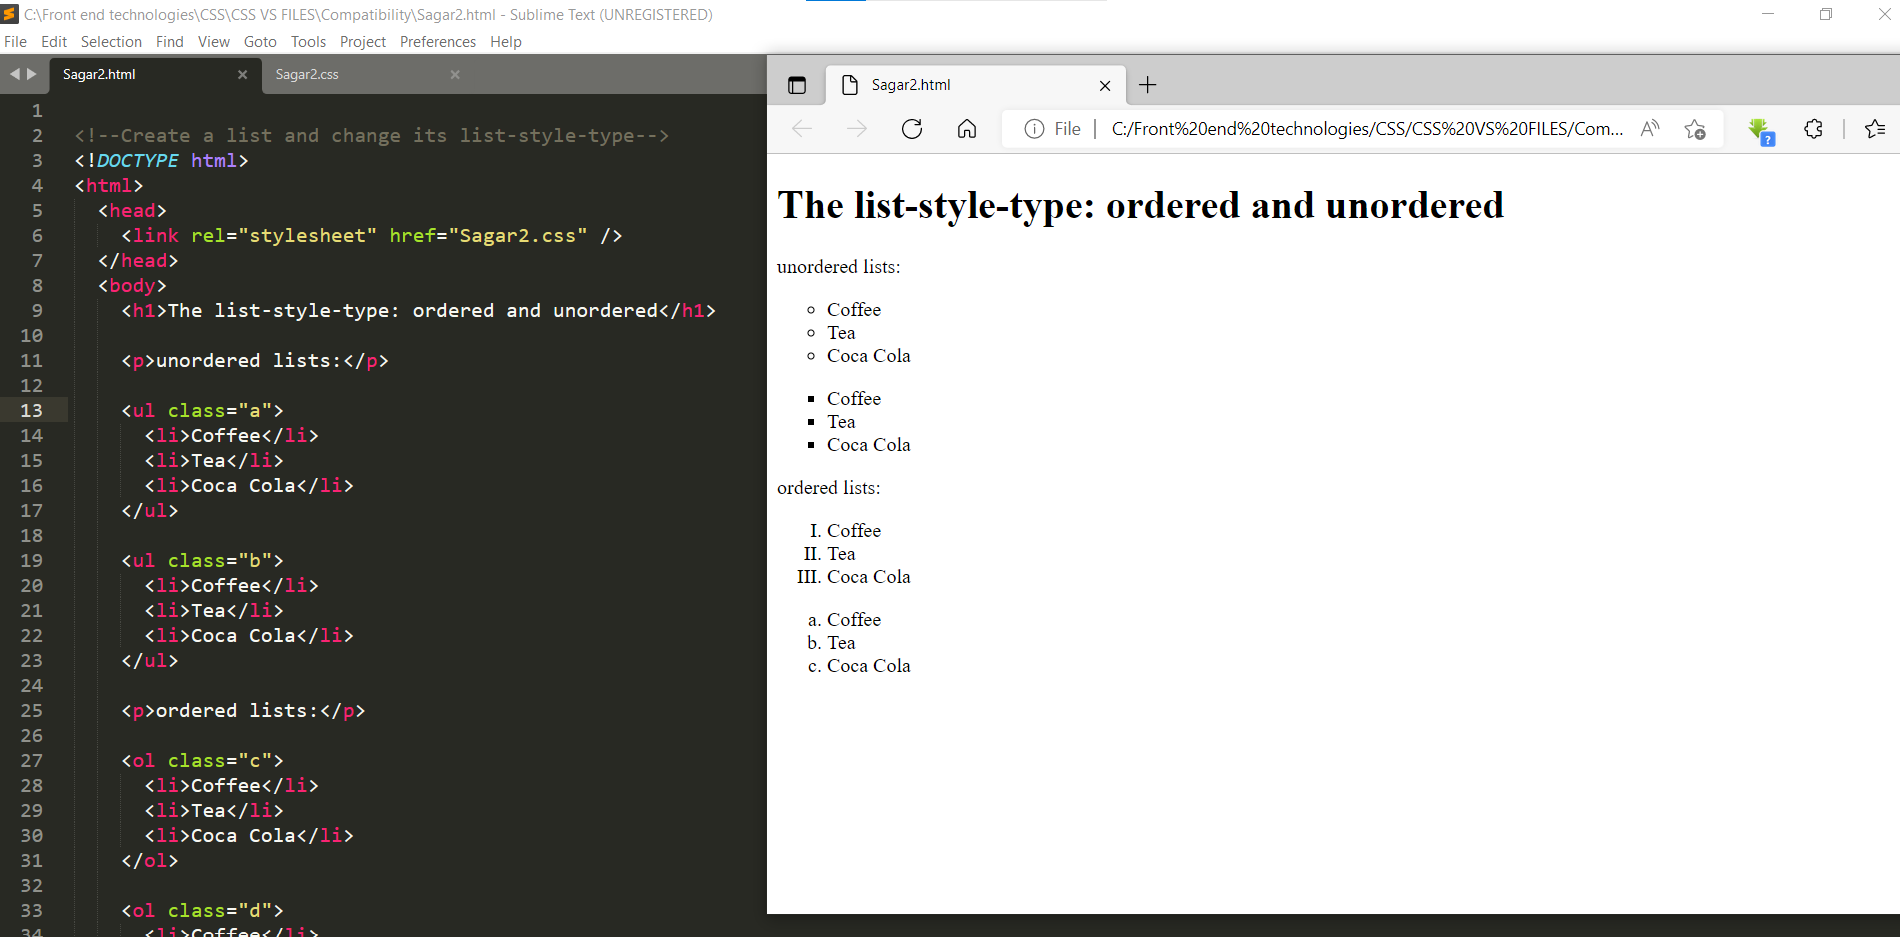 C:\Front end technologies\CSS\CSS VS FILES\Compatibility\Sagar2.html - Sublime Text (UNREGISTERED)
File Edit Selection Find View Goto Tools Project Preferences Help
Sagar2.html Sagar2.css
1
2 <!--Create a list and change its list-style-type-->
3 <!DOCTYPE html>
4 <html>
5 <head>
6 <link rel="stylesheet" href="Sagar2.css" />
7 </head>
8 <body>
9 <h1>The list-style-type: ordered and unordered</h1>
10
11 <p>unordered lists:</p>
12
13 <ul class="a">
14 <li>Coffee</li>
15 <li>Tea</li>
16 <li>Coca Cola</li>
17 </ul>
18
19 <ul class="b">
20 <li>Coffee</li>
21 <li>Tea</li>
22 <li>Coca Cola</li>
23 </ul>
24
25 <p>ordered lists:</p>
26
27 <ol class="c">
28 <li>Coffee</li>
29 <li>Tea</li>
30 <li>Coca Cola</li>
31 </ol>
32
33 <ol class="d">
34 <li>Coffee</li>
Sagar2.html
File | C:/Front%20end%20technologies/CSS/CSS%20VS%20FILES/Com...
The list-style-type: ordered and unordered
unordered lists:
Coffee
Tea
Coca Cola
Coffee
Tea
Coca Cola
ordered lists:
I. Coffee
II. Tea
III. Coca Cola
a. Coffee
b. Tea
c. Coca Cola